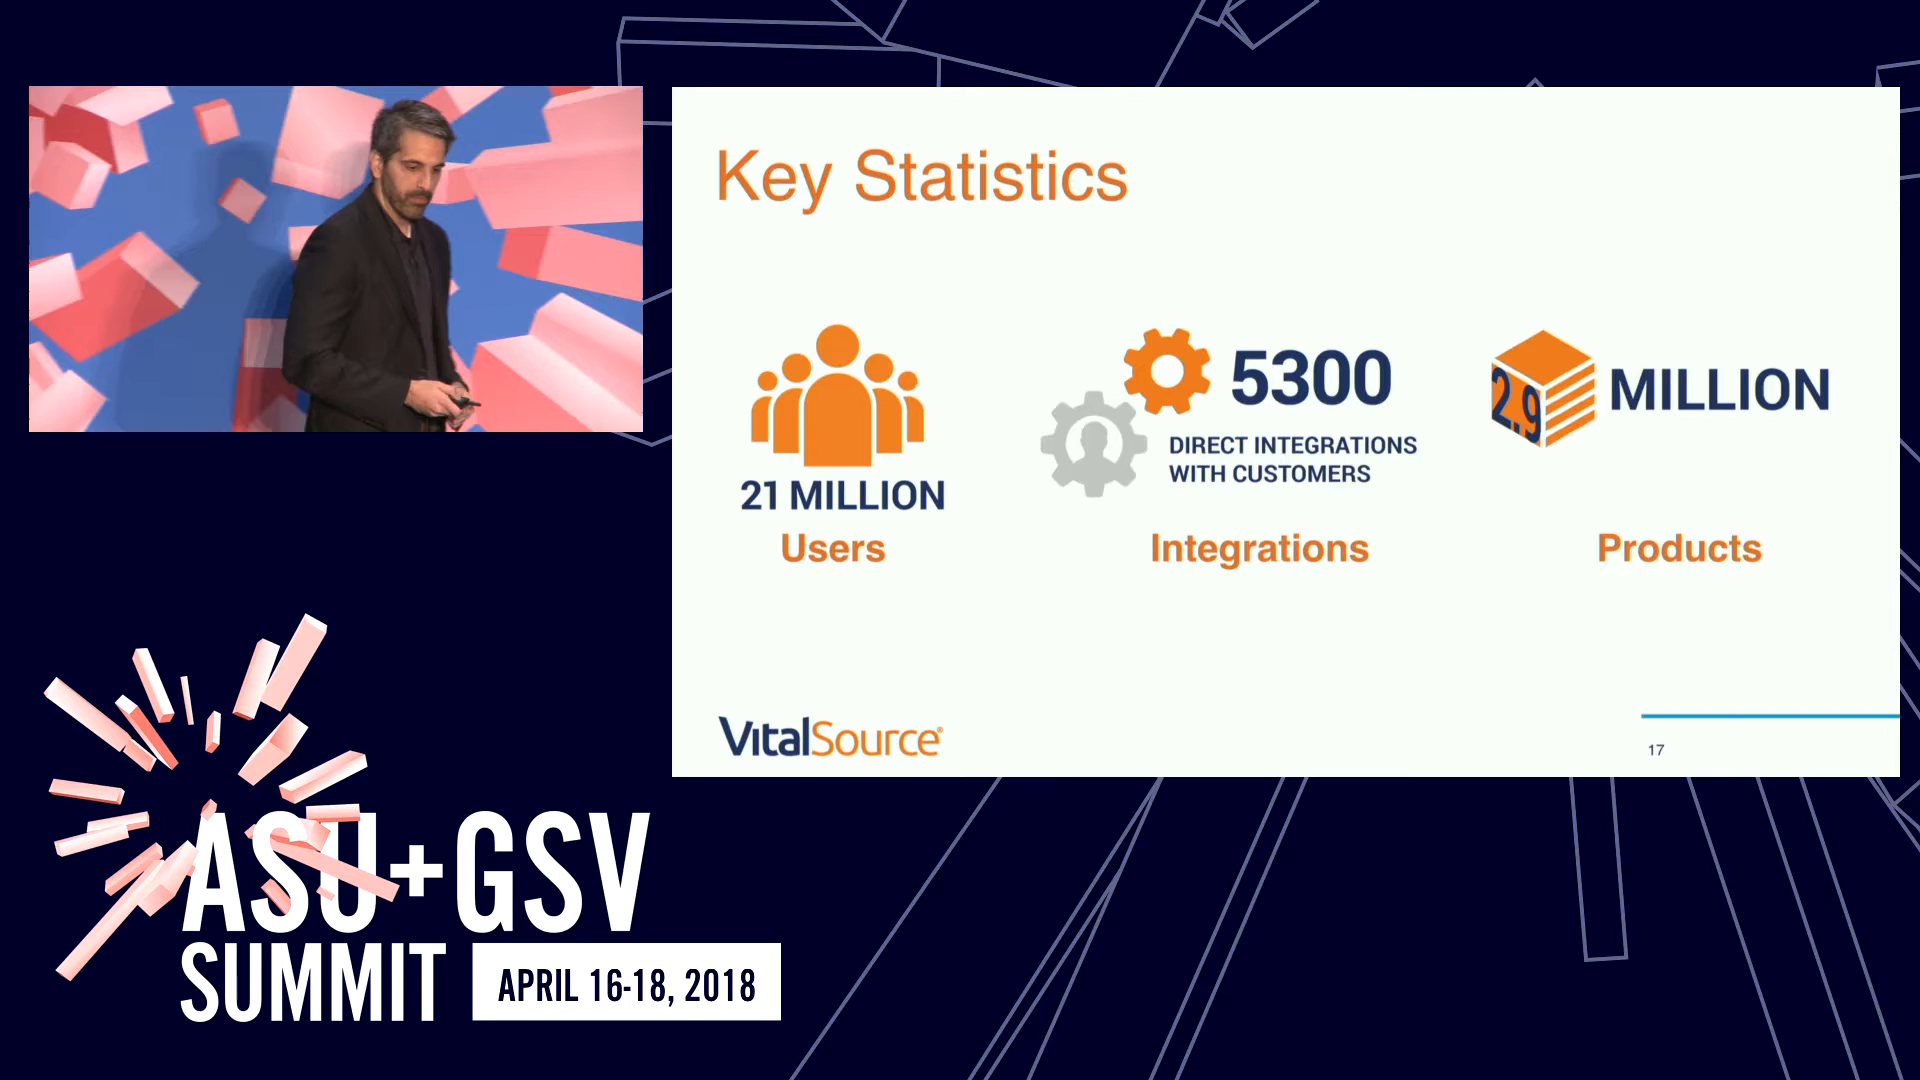 Key Statistics
21 MILLION
Users
5300
DIRECT INTEGRATIONS
WITH CUSTOMERS
Integrations
2.9 MILLION
Products
VitalSource®
17
ASU+GSV
SUMMIT
APRIL 16-18, 2018